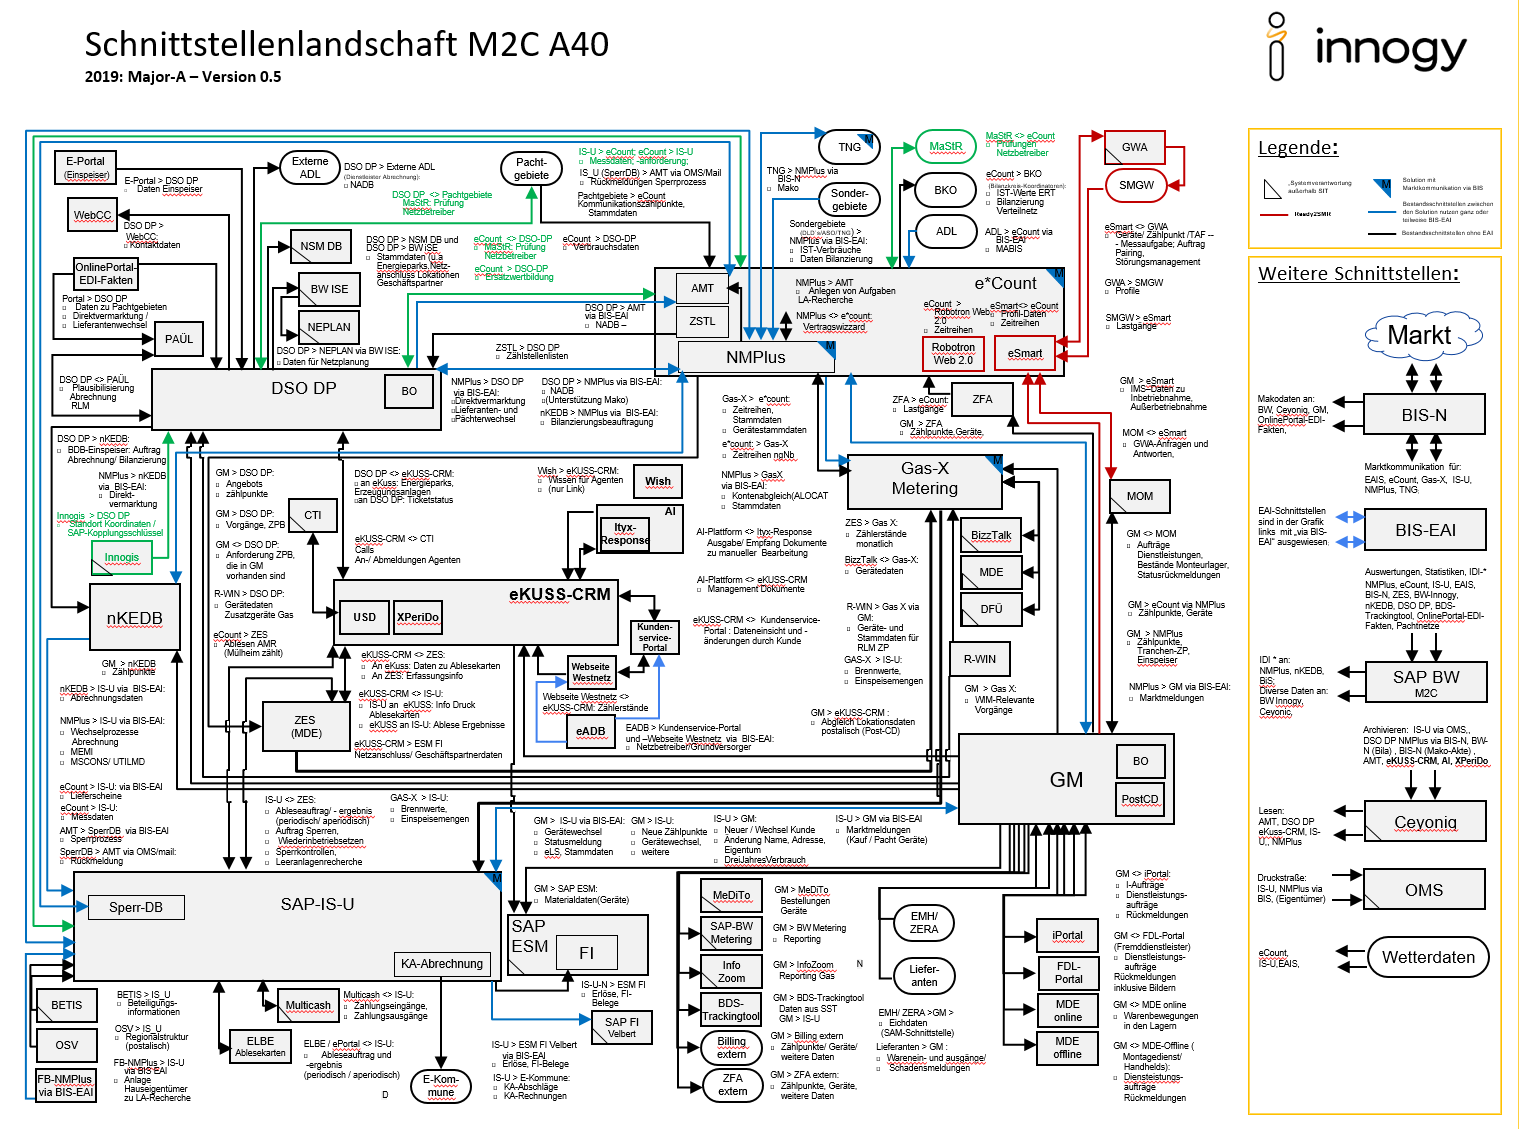 Schnittstellenlandschaft M2C A40
2019: Major-A – Version 0.5
innogy
E-Portal
(Einspeiser)
E-Portal > DSO DP
Daten Einspeiser
WebCC
DSO DP >
WebCC:
Kontaktdaten
OnlinePortal-
EDI-Fakten
Portal > DSO DP
Daten zu Pachtgebieten
Direktvermarktung /
Lieferantenwechsel
PAÜL
DSO DP <> PAÜL
Plausibilisierung
Abrechnung
RLM
Externe
ADL
DSO DP > Externe ADL
(Dienstleister Abrechnung):
NADB
NSM DB
BW ISE
NEPLAN
DSO DP > NSM DB und
DSO DP > BW ISE
Stammdaten (u.a
Energieparks,Netz-
anschluss Lokationen
Geschäftspartner
DSO DP > NEPLAN via BW ISE:
Daten für Netzplanung
DSO DP <> Pachtgebiete
MaStR: Prüfung
Netzbetreiber
Pacht-
gebiete
IS-U > eCount; eCount > IS-U
Messdaten; -anforderung;
IS_U (SperrDB) > AMT via OMS/Mail
Rückmeldungen Sperrprozess
Pachtgebiete > eCount
Kommunikationszählpunkte,
Stammdaten
eCount <> DSO-DP
MaStR: Prüfung
Netzbetreiber
eCount > DSO-DP
Ersatzwertbildung
eCount > DSO-DP
Verbrauchsdaten
DSO DP > AMT
via BIS-EAI
NADB –
ZSTL > DSO DP
Zählstellenlisten
TNG
M
TNG > NMPlus via
BIS-N
Mako
Sonder-
gebiete
Sondergebiete
(DLD´s/ASO/TNG) >
NMPlus via BIS-EAI:
IST-Verbräuche
Daten Bilanzierung
MaStR
MaStR <> eCount
Prüfungen
Netzbetreiber
BKO
eCount > BKO
(Bilanzkreis-Koordinatoren):
IST-Werte ERT
Bilanzierung
Verteilnetz
ADL
ADL > eCount via
BIS-EAI
MABIS
GWA
SMGW
eSmart <> GWA
Geräte/ Zählpunkt /TAF --
- Messaufgabe; Auftrag
Pairing,
Störungsmanagement
GWA > SMGW
Profile
SMGW > eSmart
Lastgänge
AMT
ZSTL
NMPlus
M
NMPlus > AMT
Anlegen von Aufgaben
LA-Recherche
NMPlus <> e*count:
Vertragswizzard
e*Count
M
eCount >
Robotron Web
2.0
Zeitreihen
eSmart<> eCount
Profil-Daten
Zeitreihen
Robotron
Web 2.0
eSmart
DSO DP
BO
NMPlus > DSO DP
via BIS-EAI:
Direktvermarktung
Lieferanten- und
Pächterwechsel
DSO DP > NMPlus via BIS-EAI:
NADB
(Unterstützung Mako)
nKEDB > NMPlus via BIS-EAI:
Bilanzierungsbeauftragung
Gas-X > e*count:
Zeitreihen,
Stammdaten
Gerätestammdaten
e*count: > Gas-X
Zeitreihen ngNb
NMPlus > GasX
via BIS-EAI:
Kontenabgleich(ALOCAT
Stammdaten
ZFA > eCount:
Lastgänge
ZFA
GM > ZFA
Zählpunkte,Geräte,
GM > eSmart
IMS-Daten zu
Inbetriebnahme,
Außerbetriebnahme
MOM <> eSmart
GWA-Anfragen und
Antworten,
MOM
Gas-X
Metering
M
DSO DP > nKEDB:
BDB-Einspeiser: Auftrag
Abrechnung/ Bilanzierung
NMPlus > nKEDB
via BIS-EAI:
Direkt-
vermarktung
Innogis > DSO DP
Standort Koordinaten /
SAP-Kopplungsschlüssel
Innogis
nKEDB
GM > DSO DP:
Angebots
zählpunkte
GM > DSO DP:
Vorgänge, ZPB
GM <> DSO DP:
Anforderung ZPB,
die in GM
vorhanden sind
R-WIN > DSO DP:
Gerätedaten
Zusatzgeräte Gas
eCount > ZES
Ablesen AMR
(Mülheim zählt)
CTI
DSO DP <> eKUSS-CRM:
an eKuss: Energieparks,
Erzeugungsanlagen
an DSO DP: Ticketstatus
eKUSS-CRM <> CTI
Calls
An-/ Abmeldungen Agenten
Wish > eKUSS-CRM:
Wissen für Agenten
(nur Link)
Wish
AI
Ityx-
Response
AI-Plattform <> Ityx-Response
Ausgabe/ Empfang Dokumente
zu manueller Bearbeitung
AI-Plattform <> eKUSS-CRM
Management Dokumente
eKUSS-CRM <> Kundenservice-
Portal : Dateneinsicht und -
änderungen durch Kunde
ZES > Gas X:
Zählerstände
monatlich
BizzTalk <> Gas-X:
Gerätedaten
R-WIN > Gas X via
GM:
Geräte- und
Stammdaten für
RLM ZP
GAS-X > IS-U:
Brennwerte,
Einspeisemengen
BizzTalk
MDE
DFÜ
R-WIN
GM > Gas X:
WIM-Relevante
Vorgänge
GM <> MOM
Aufträge
Dienstleistungen,
Bestände Monteurlager,
Statusrückmeldungen
GM > eCount via NMPlus
Zählpunkte, Geräte
GM > NMPlus
Zählpunkte,
Tranchen-ZP,
Einspeiser
NMPlus > GM via BIS-EAI:
Marktmeldungen
eKUSS-CRM
USD
XPeriDo
Kunden-
service-
Portal
Webseite
Westnetz
Webseite Westnetz <>
eKUSS-CRM: Zählerstände
eADB
EADB > Kundenservice-Portal
und –Webseite Westnetz via BIS-EAI:
Netzbetreiber/Grundversorger
GM > eKUSS-CRM :
Abgleich Lokationsdaten
postalisch (Post-CD)
eKUSS-CRM <> ZES:
An eKuss: Daten zu Ablesekarten
An ZES: Erfassungsinfo
eKUSS-CRM <> IS-U:
IS-U an eKUSS: Info Druck
Ablesekarten
eKUSS an IS-U: Ablese Ergebnisse
eKUSS-CRM > ESM FI
Netzanschluss/ Geschäftspartnerdaten
ZES
(MDE)
GM > nKEDB
Zählpunkte
nKEDB > IS-U via BIS-EAI:
Abrechnungsdaten
NMPlus > IS-U via BIS-EAI:
Wechselprozesse
Abrechnung
MEMI
MSCONS/ UTILMD
eCount > IS-U: via BIS-EAI
Lieferscheine
eCount > IS-U:
Messdaten
AMT > SperrDB via BIS-EAI
Sperrprozess
SperrDB > AMT via OMS/mail:
Rückmeldung
IS-U <> ZES:
Ableseauftrag/ - ergebnis
(periodisch/ aperiodisch)
Auftrag Sperren,
Wiederinbetriebsetzen
Sperrkontrollen,
Leeranlagenrecherche
GAS-X > IS-U:
Brennwerte,
Einspeisemengen
GM > IS-U via BIS-EAI:
Gerätewechsel
Statusmeldung
eLS, Stammdaten
GM > IS-U:
Neue Zählpunkte
Gerätewechsel,
weitere
IS-U > GM:
Neuer / Wechsel Kunde
Änderung Name, Adresse,
Eigentum
DreiJahresVerbrauch
IS-U > GM via BIS-EAI
Marktmeldungen
(Kauf / Pacht Geräte)
GM
BO
PostCD
SAP-IS-U
M
Sperr-DB
KA-Abrechnung
GM > SAP ESM:
Materialdaten(Geräte)
SAP
ESM
FI
IS-U-N > ESM FI
Erlöse, FI-
Belege
SAP FI
Velbert
IS-U > ESM FI Velbert
via BIS-EAI
Erlöse, FI-Belege
IS-U > E-Kommune:
KA-Abschläge
KA-Rechnungen
BETIS
BETIS > IS_U
Beteiligungs-
informationen
OSV
OSV > IS_U
Regionalstruktur
(postalisch)
FB-NMPlus
via BIS-EAI
FB-NMPlus > IS-U
via BIS EAI
Anlage
Hauseigentümer
zu LA-Recherche
Multicash
Multicash <> IS-U:
Zahlungseingänge,
Zahlungsausgänge
ELBE
Ablesekarten
ELBE / ePortal <> IS-U:
Ableseauftrag und
-ergebnis
(periodisch / aperiodisch)
D
E-Kom-
mune
MeDiTo
GM > MeDiTo
Bestellungen
Geräte
SAP-BW
Metering
GM > BW Metering
Reporting
Info
Zoom
GM > InfoZoom
Reporting Gas
N
BDS-
Trackingtool
GM > BDS-Trackingtool
Daten aus SST
GM > IS-U
Billing
extern
GM > Billing extern
Zählpunkte/ Geräte/
weitere Daten
ZFA
extern
GM > ZFA extern:
Zählpunkte, Geräte,
weitere Daten
EMH/
ZERA
Liefer-
anten
EMH/ ZERA >GM >
Eichdaten
(SAM-Schnittstelle)
Lieferanten > GM :
Warenein- und ausgänge/
Schadensmeldungen
iPortal
FDL-
Portal
MDE
online
MDE
offline
GM <> iPortal:
I-Aufträge
Dienstleistungs-
aufträge
Rückmeldungen
GM <> FDL-Portal
(Fremddienstleister)
Dienstleistungs-
aufträge
Rückmeldungen
inklusive Bildern
GM <> MDE online
Warenbewegungen
in den Lagern
GM <> MDE-Offline (
Montagedienst/
Handhelds):
Dienstleistungs-
aufträge
Rückmeldungen
Legende:
„Systemverantwortung
außerhalb SIT
M
Solution mit
Marktkommunikation via BIS
Ready2SMR
Bestandsschnittstellen zwischen
den Solution nutzen ganz oder
teilweise BIS-EAI
Bestandsschnittstellen ohne EAI
Weitere Schnittstellen:
Markt
Makodaten an:
BW, Ceyoniq, GM,
OnlinePortal-EDI-
Fakten,
BIS-N
Marktkommunikation für:
EAIS, eCount, Gas-X, IS-U,
NMPlus, TNG,
EAI-Schnittstellen
sind in der Grafik
links mit „via BIS-
EAI“ ausgewiesen.
BIS-EAI
Auswertungen, Statistiken, IDI-*
NMPlus, eCount, IS-U, EAIS,
BIS-N, ZES, BW-Innogy,
nKEDB, DSO DP, BDS-
Trackingtool, OnlinePortal-EDI-
Fakten, Pachtnetze
IDI * an:
NMPlus, nKEDB,
BIS;
Diverse Daten an:
BW Innogy,
Ceyoniq,
SAP BW
M2C
Archivieren: IS-U via OMS,,
DSO DP NMPlus via BIS-N, BW-
N (Bila) , BIS-N (Mako-Akte) ,
AMT, eKUSS-CRM, AI, XPeriDo
Lesen:
AMT, DSO DP
eKuss-CRM, IS-
U,, NMPlus
Ceyoniq
Druckstraße:
IS-U, NMPlus via
BIS, (Eigentümer)
OMS
eCount,
IS-U,EAIS,
Wetterdaten